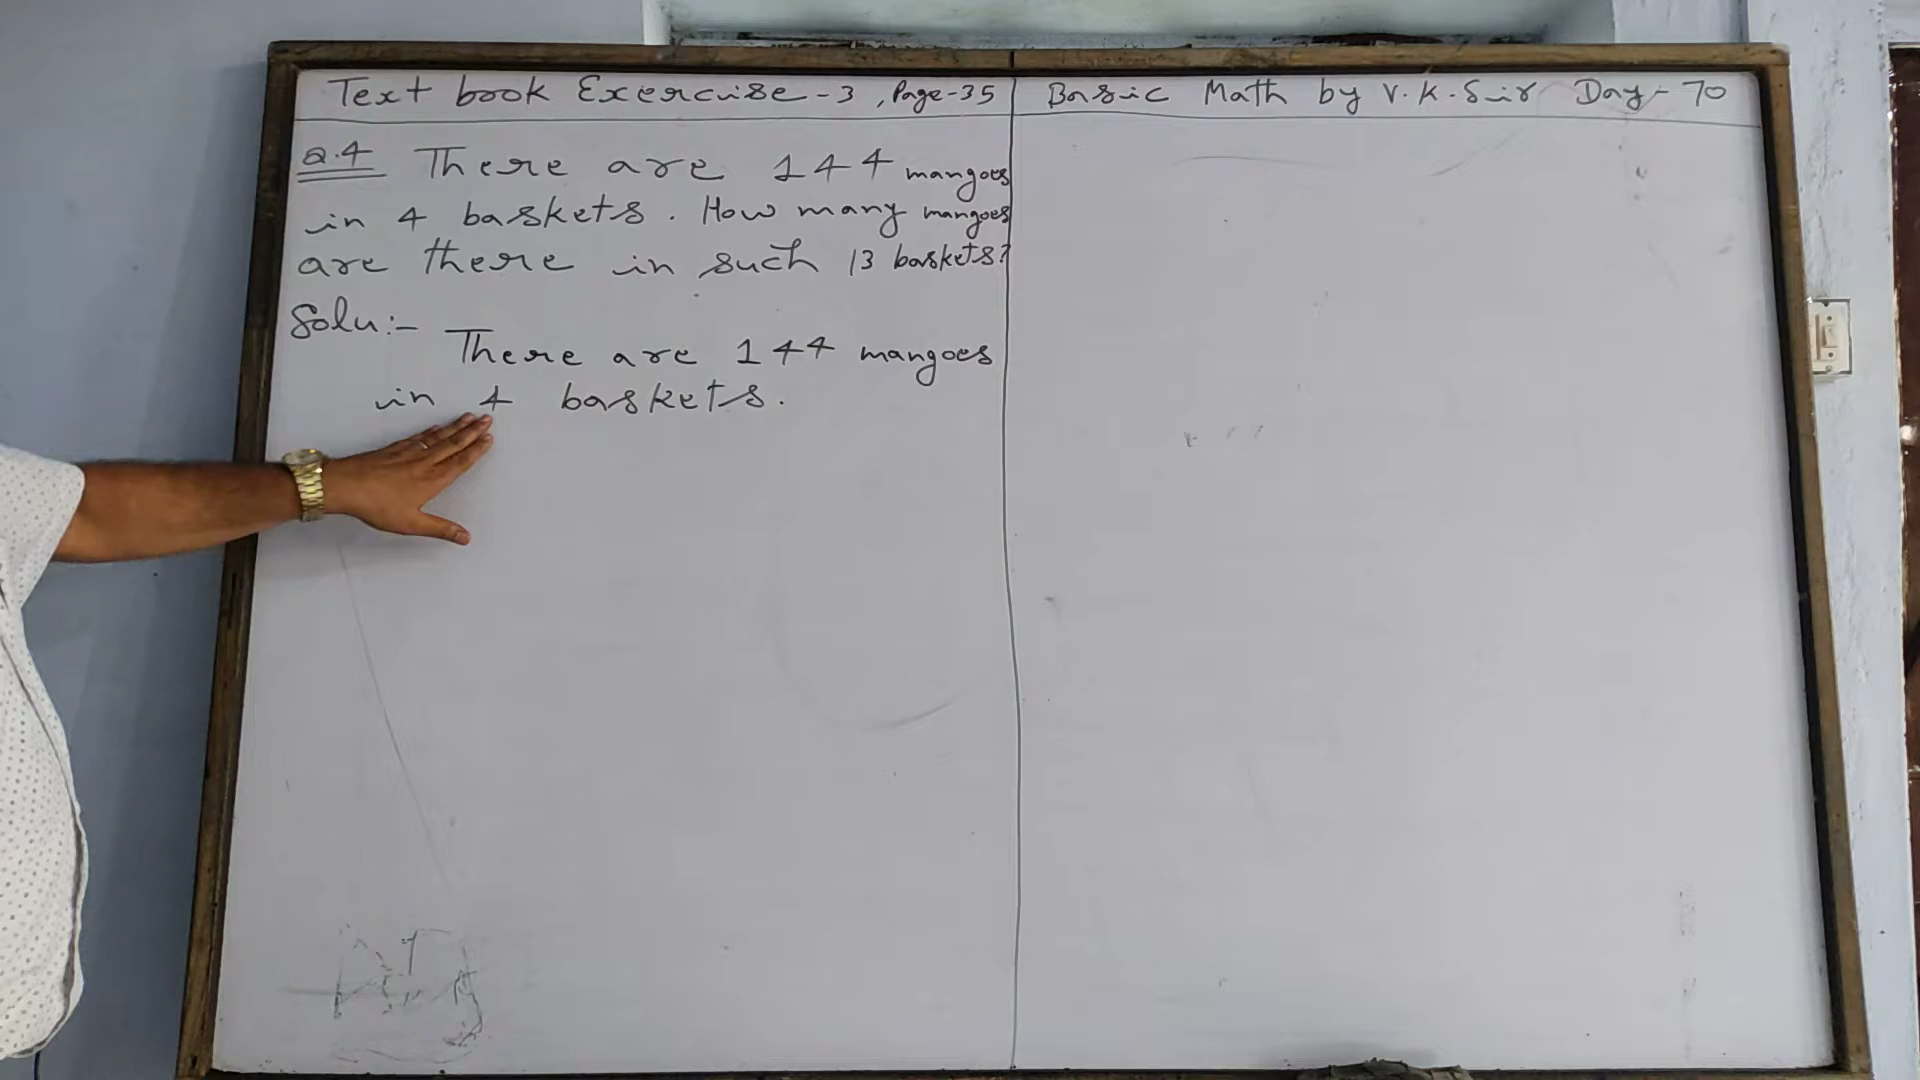 Text book Exercise-3, Page-35
Basic Math by V.K.Sir Day-70
Q.4 There are 144 mangoes
in 4 baskets. How many mangoes
are there in such 13 baskets?
Solu:-
There are 144 mangoes
in 4 baskets.